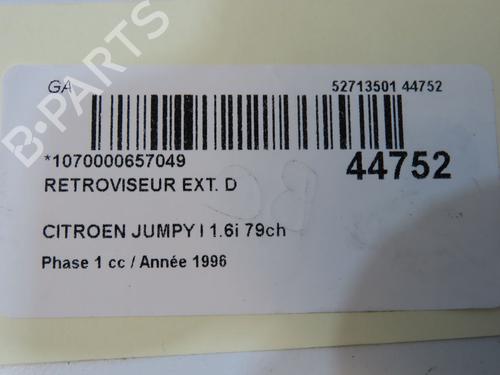 GA 52713501 44752
*1070000657049 44752
RETROVISEUR EXT. D
CITROEN JUMPY I 1.6i 79ch
Phase 1 cc / Année 1996
B-PARTS